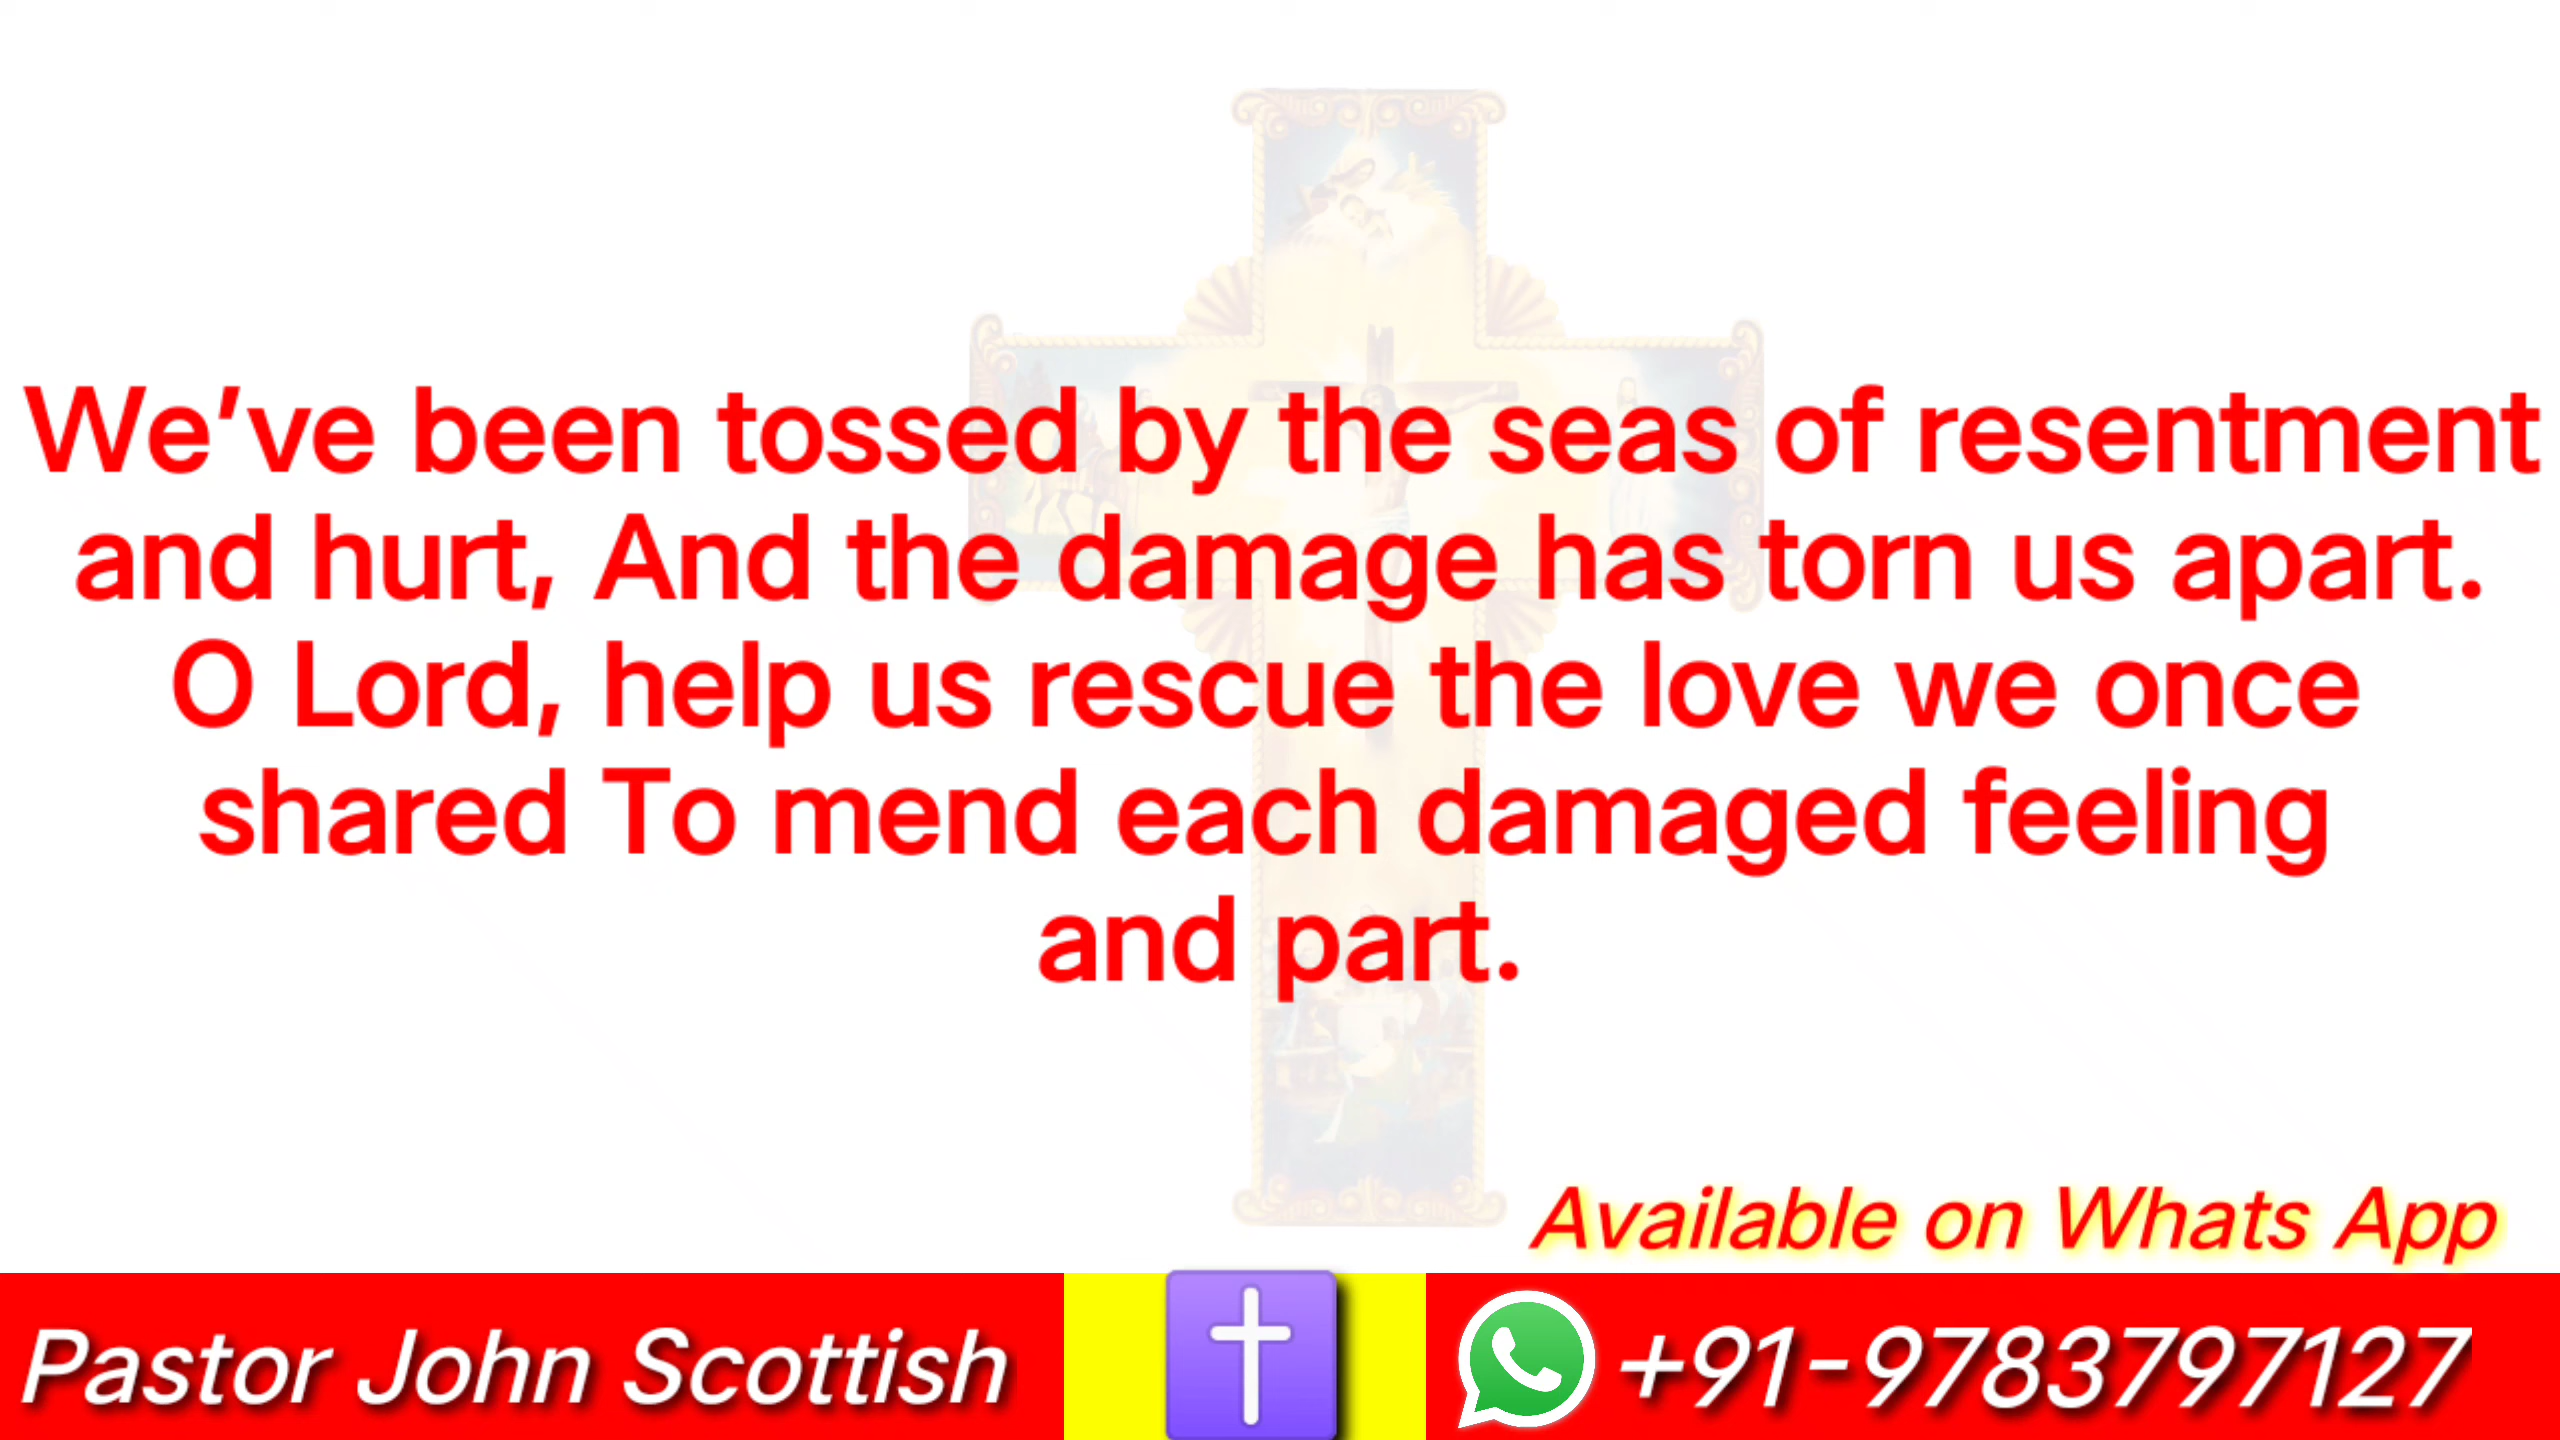 We’ve been tossed by the seas of resentment
and hurt, And the damage has torn us apart.
O Lord, help us rescue the love we once
shared To mend each damaged feeling
and part.
Available on Whats App
Pastor John Scottish
+91-9783797127